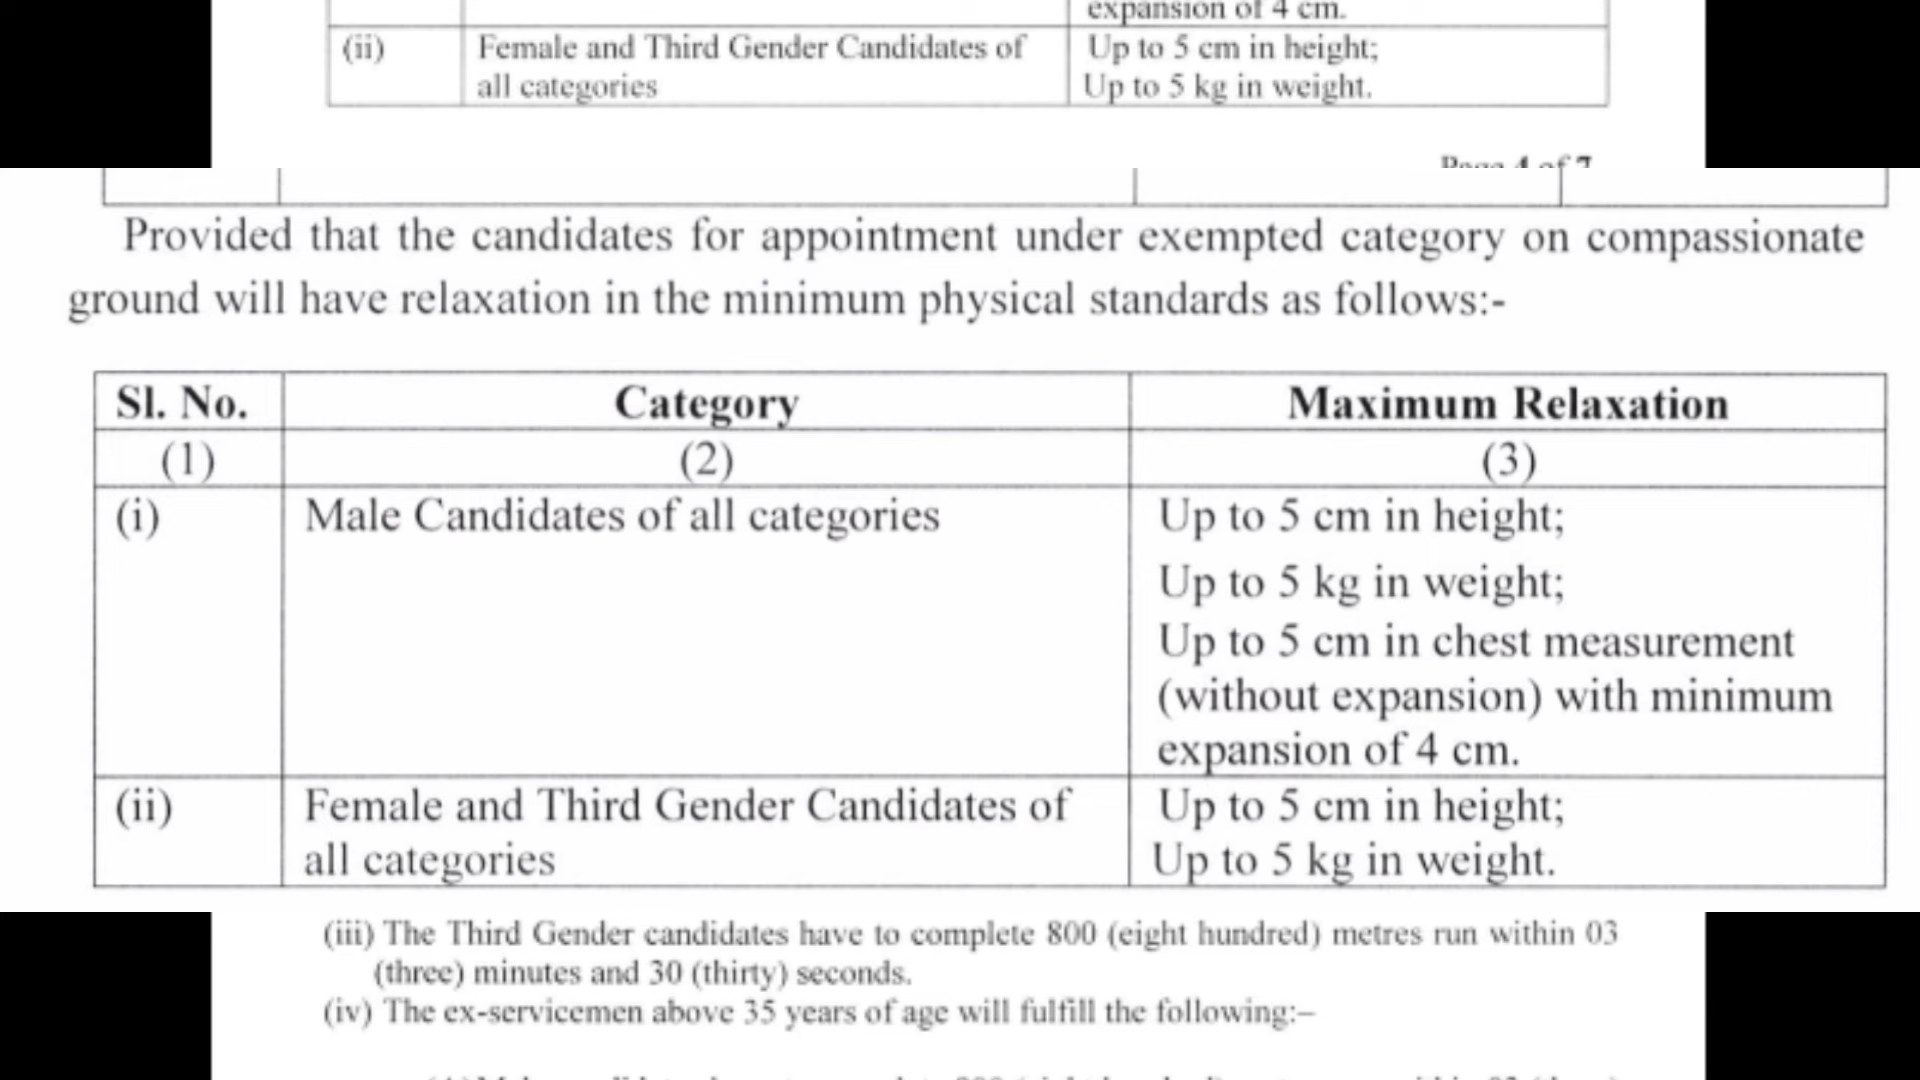 expansion of 4 cm.
(ii) Female and Third Gender Candidates of Up to 5 cm in height;
all categories Up to 5 kg in weight.
Page 4 of 7
Provided that the candidates for appointment under exempted category on compassionate
ground will have relaxation in the minimum physical standards as follows:-
Sl. No. Category Maximum Relaxation
(1) (2) (3)
(i) Male Candidates of all categories Up to 5 cm in height;
Up to 5 kg in weight;
Up to 5 cm in chest measurement
(without expansion) with minimum
expansion of 4 cm.
(ii) Female and Third Gender Candidates of Up to 5 cm in height;
all categories Up to 5 kg in weight.
(iii) The Third Gender candidates have to complete 800 (eight hundred) metres run within 03
(three) minutes and 30 (thirty) seconds.
(iv) The ex-servicemen above 35 years of age will fulfill the following:–